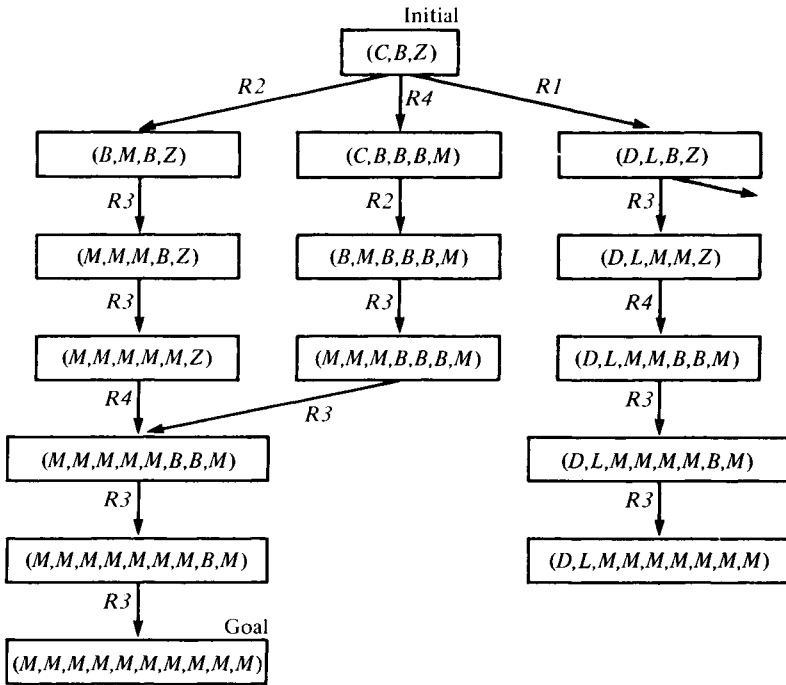 Initial
(C,B,Z)
R2
R4
R1
(B,M,B,Z)
(C,B,B,B,M)
(D,L,B,Z)
R3
R2
R3
(M,M,M,B,Z)
(B,M,B,B,B,M)
(D,L,M,M,Z)
R3
R3
R4
(M,M,M,M,M,Z)
(M,M,M,B,B,B,M)
(D,L,M,M,B,B,M)
R4
R3
R3
(M,M,M,M,M,B,B,M)
(D,L,M,M,M,M,B,M)
R3
R3
(M,M,M,M,M,M,M,B,M)
(D,L,M,M,M,M,M,M,M)
R3
Goal
(M,M,M,M,M,M,M,M,M,M)